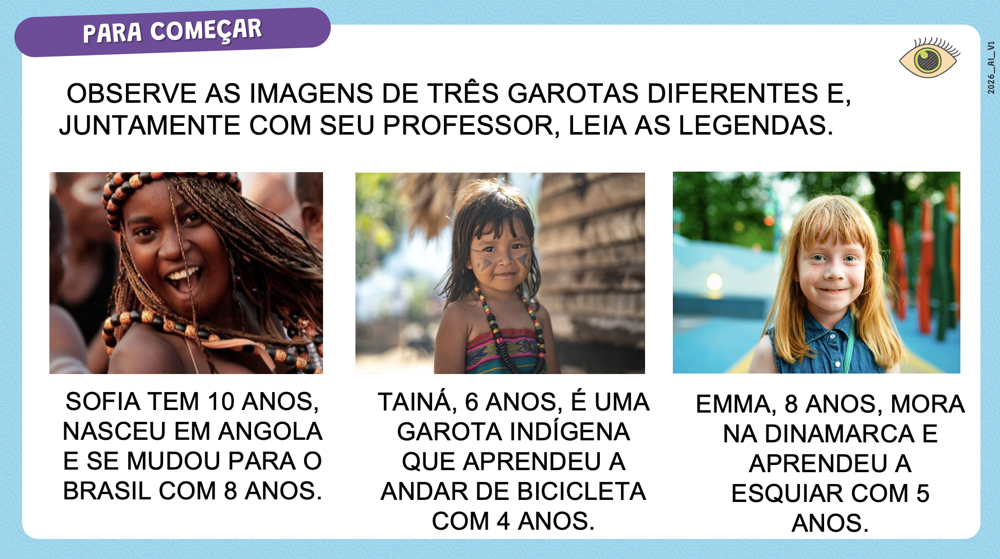 PARA COMEÇAR
2026_AI_V1
OBSERVE AS IMAGENS DE TRÊS GAROTAS DIFERENTES E,
JUNTAMENTE COM SEU PROFESSOR, LEIA AS LEGENDAS.
SOFIA TEM 10 ANOS,
NASCEU EM ANGOLA
E SE MUDOU PARA O
BRASIL COM 8 ANOS.
TAINÁ, 6 ANOS, É UMA
GAROTA INDÍGENA
QUE APRENDEU A
ANDAR DE BICICLETA
COM 4 ANOS.
EMMA, 8 ANOS, MORA
NA DINAMARCA E
APRENDEU A
ESQUIAR COM 5
ANOS.